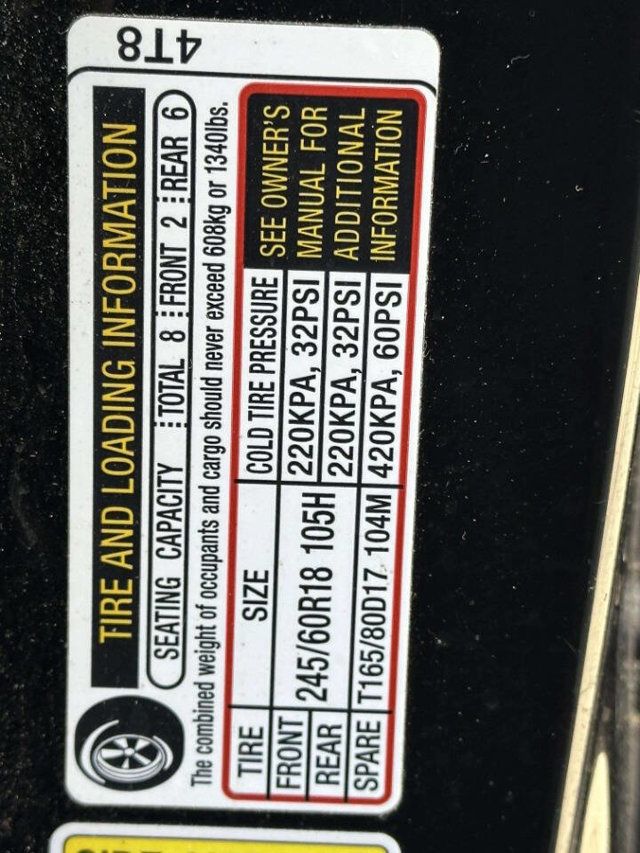 4T8
TIRE AND LOADING INFORMATION
SEATING CAPACITY TOTAL 8 FRONT 2 REAR 6
The combined weight of occupants and cargo should never exceed 608kg or 1340lbs.
TIRE SIZE COLD TIRE PRESSURE
FRONT 245/60R18 105H 220KPA, 32PSI
REAR 220KPA, 32PSI
SPARE T165/80D17 104M 420KPA, 60PSI
SEE OWNER'S
MANUAL FOR
ADDITIONAL
INFORMATION